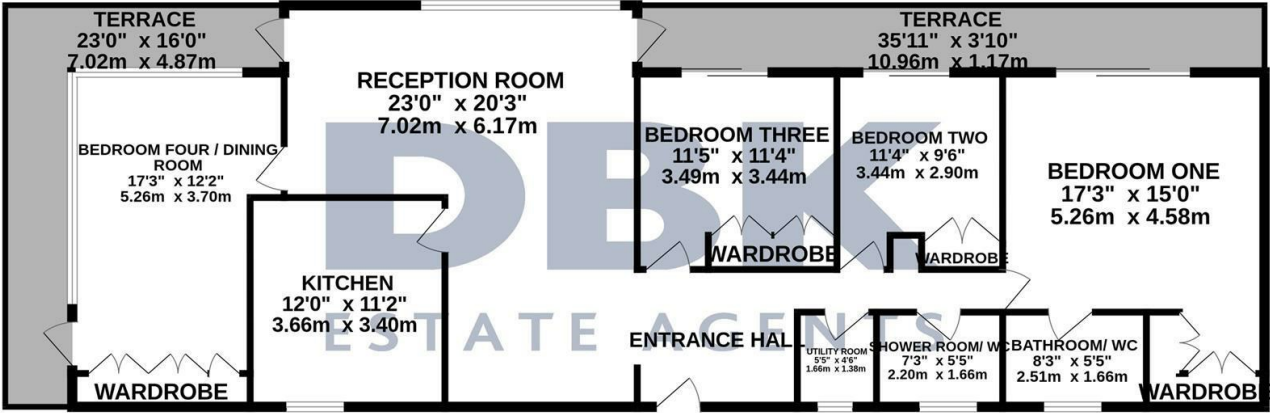 TERRACE
23'0" x 16'0"
7.02m x 4.87m
TERRACE
35'11" x 3'10"
10.96m x 1.17m
RECEPTION ROOM
23'0" x 20'3"
7.02m x 6.17m
BEDROOM FOUR / DINING
ROOM
17'3" x 12'2"
5.26m x 3.70m
BEDROOM THREE
11'5" x 11'4"
3.49m x 3.44m
BEDROOM TWO
11'4" x 9'6"
3.44m x 2.90m
BEDROOM ONE
17'3" x 15'0"
5.26m x 4.58m
WARDROBE
WARDROBE
KITCHEN
12'0" x 11'2"
3.66m x 3.40m
ENTRANCE HALL
UTILITY ROOM
5'5" x 4'6"
1.66m x 1.38m
SHOWER ROOM/ WC
7'3" x 5'5"
2.20m x 1.66m
BATHROOM/ WC
8'3" x 5'5"
2.51m x 1.66m
WARDROBE
WARDROBE
DBK
ESTATE AGENTS